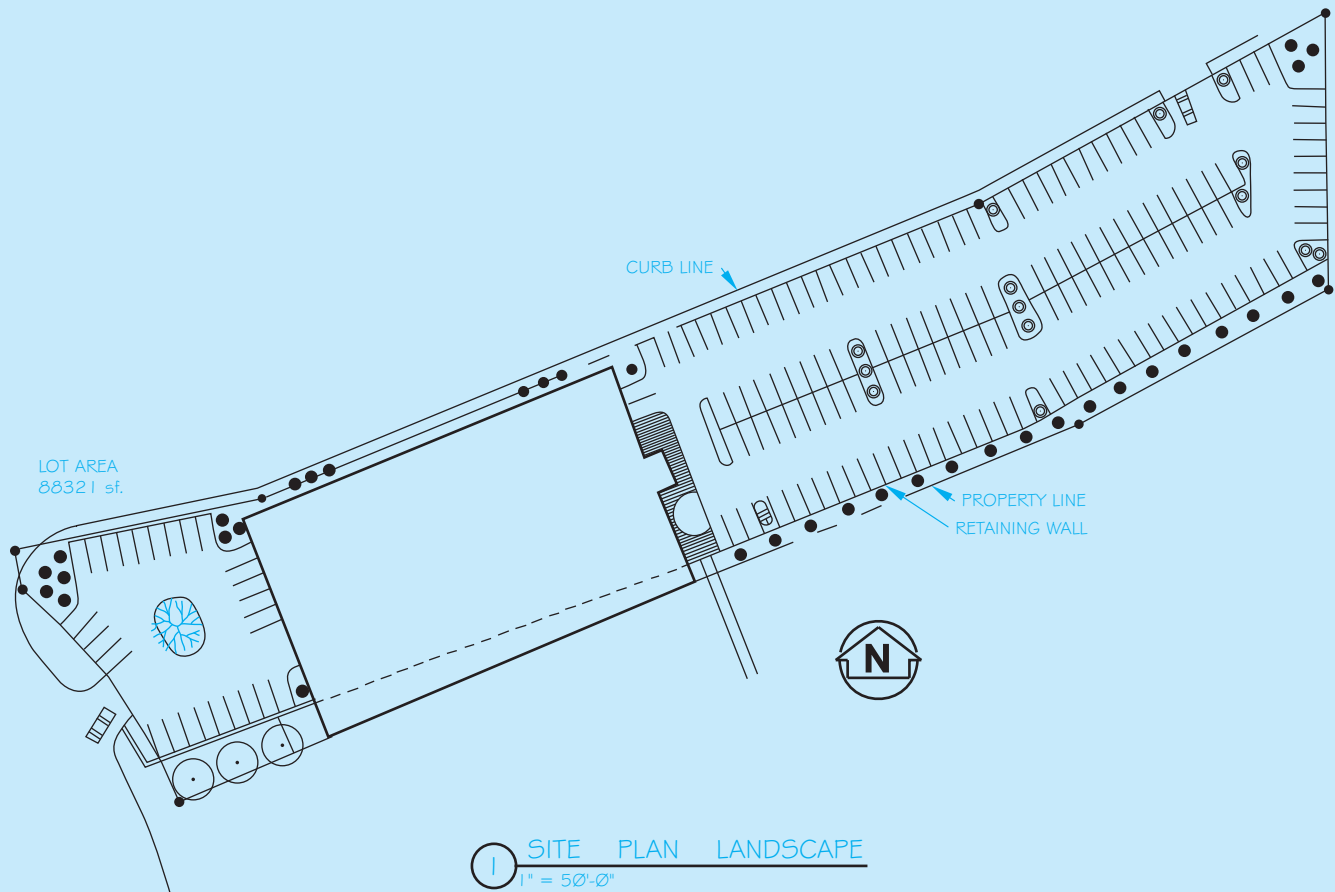 CURB LINE
LOT AREA
88321 sf.
PROPERTY LINE
RETAINING WALL
N
1 SITE PLAN LANDSCAPE
1" = 50'-0"